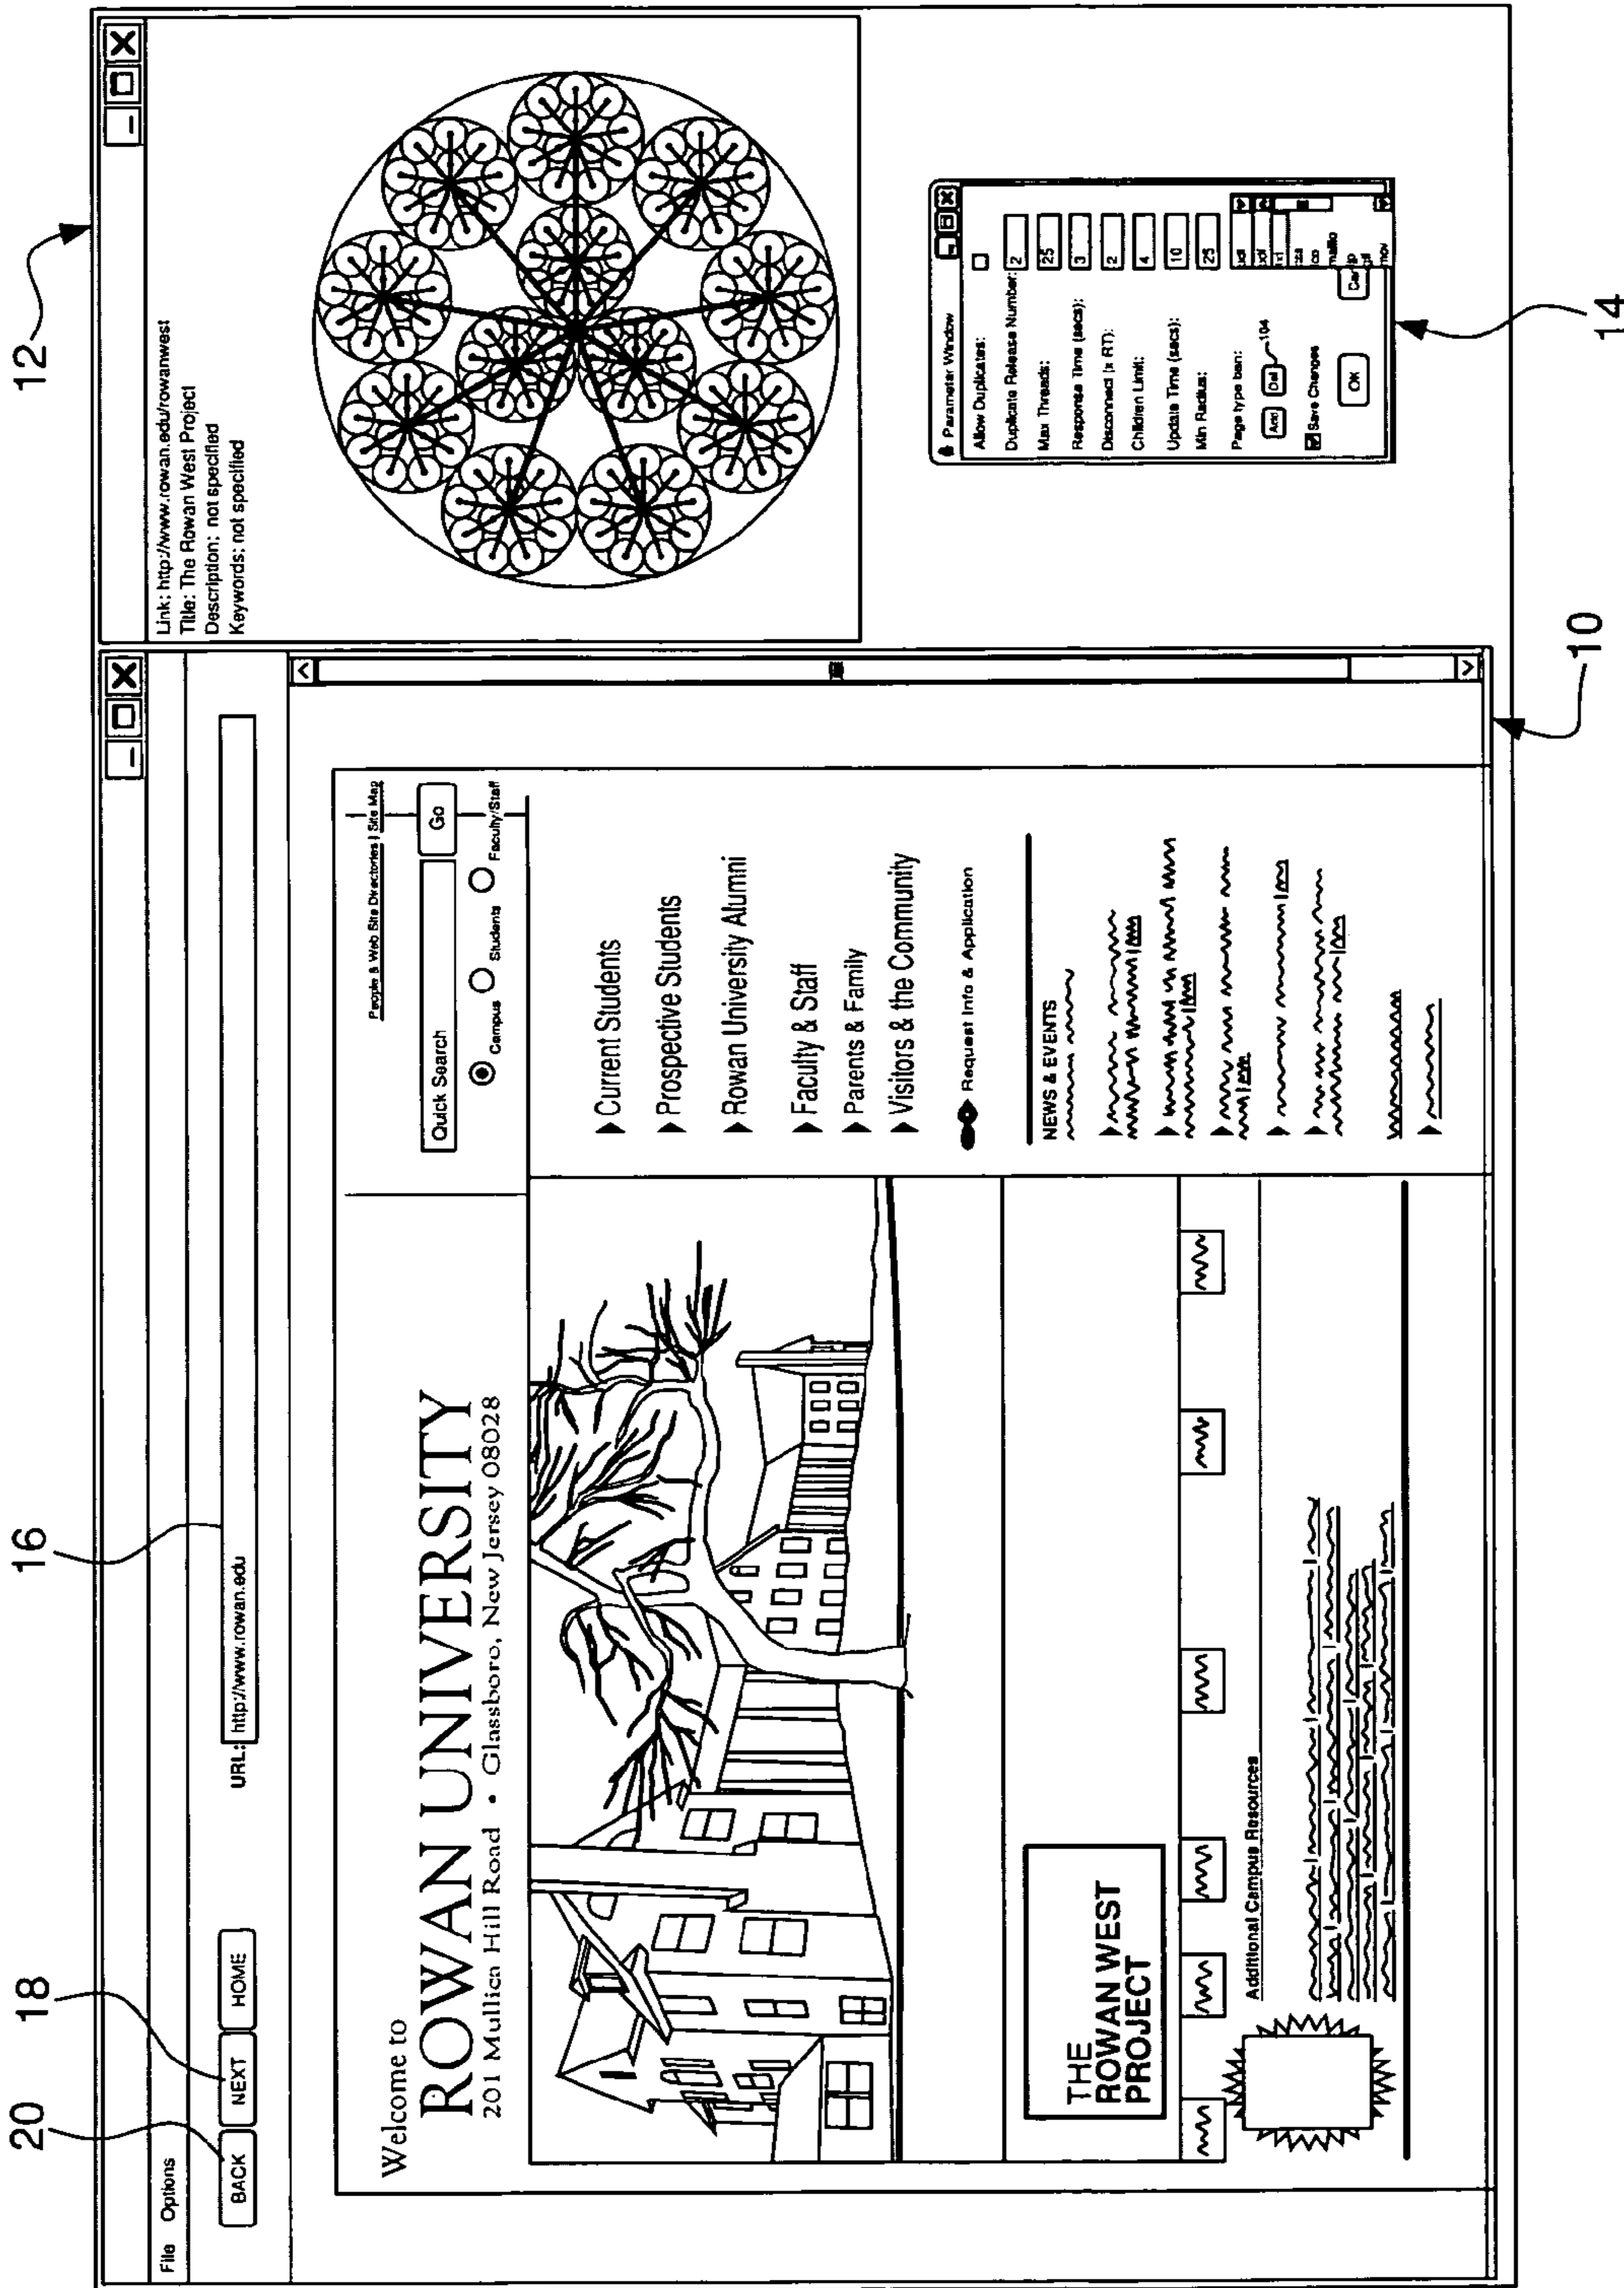 20
18
16
12
File Options
BACK NEXT HOME URL: http://www.rowan.edu
Welcome to
ROWAN UNIVERSITY
201 Mullica Hill Road • Glassboro, New Jersey 08028
People & Web Site Directories | Site Map
Quick Search Go
Campus Students Faculty/Staff
Current Students
Prospective Students
Rowan University Alumni
Faculty & Staff
Parents & Family
Visitors & the Community
Request Info & Application
NEWS & EVENTS
THE
ROWAN WEST
PROJECT
Additional Campus Resources
Link: http://www.rowan.edu/rowanwest
Title: The Rowan West Project
Description: not specified
Keywords: not specified
Parameter Window
Allow Duplicates:
Duplicate Release Number: 2
Max Threads: 25
Response Time (secs): 3
Disconnect (x RT): 2
Children Limit: 4
Update Time (secs): 10
Min Radius: 25
Page type ban:
Add Del 104
ico
mailto
mov
Save Changes
OK
10
14